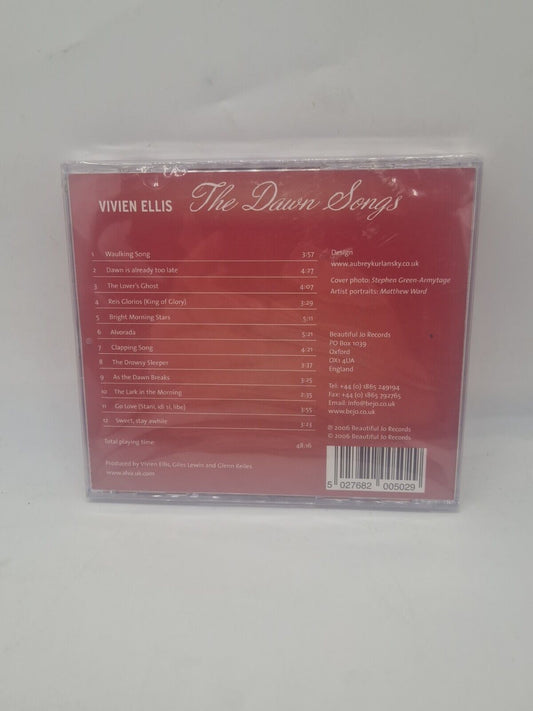 VIVIEN ELLIS The Dawn Songs
1 Waulking Song 3:57
2 Dawn is already too late 4:27
3 The Lover's Ghost 4:07
4 Reis Glorios (King of Glory) 3:29
5 Bright Morning Stars 5:11
6 Alvorada 5:21
7 Clapping Song 4:21
8 The Drowsy Sleeper 3:37
9 As the Dawn Breaks 3:25
10 The Lark in the Morning 2:35
11 Go Love (Stani, idi si, libe) 3:55
12 Sweet, stay awhile 3:23
Total playing time: 48:16
Produced by Vivien Ellis, Giles Lewin and Glenn Keiles
www.alva.uk.com
Design
www.aubreykurlansky.co.uk
Cover photo: Stephen Green-Armytage
Artist portraits: Matthew Ward
Beautiful Jo Records
PO Box 1039
Oxford
OX1 4UA
England
Tel: +44 (0) 1865 249194
Fax: +44 (0) 1865 392765
Email: info@bejo.co.uk
www.bejo.co.uk
℗ 2006 Beautiful Jo Records
© 2006 Beautiful Jo Records
5 027682 005029